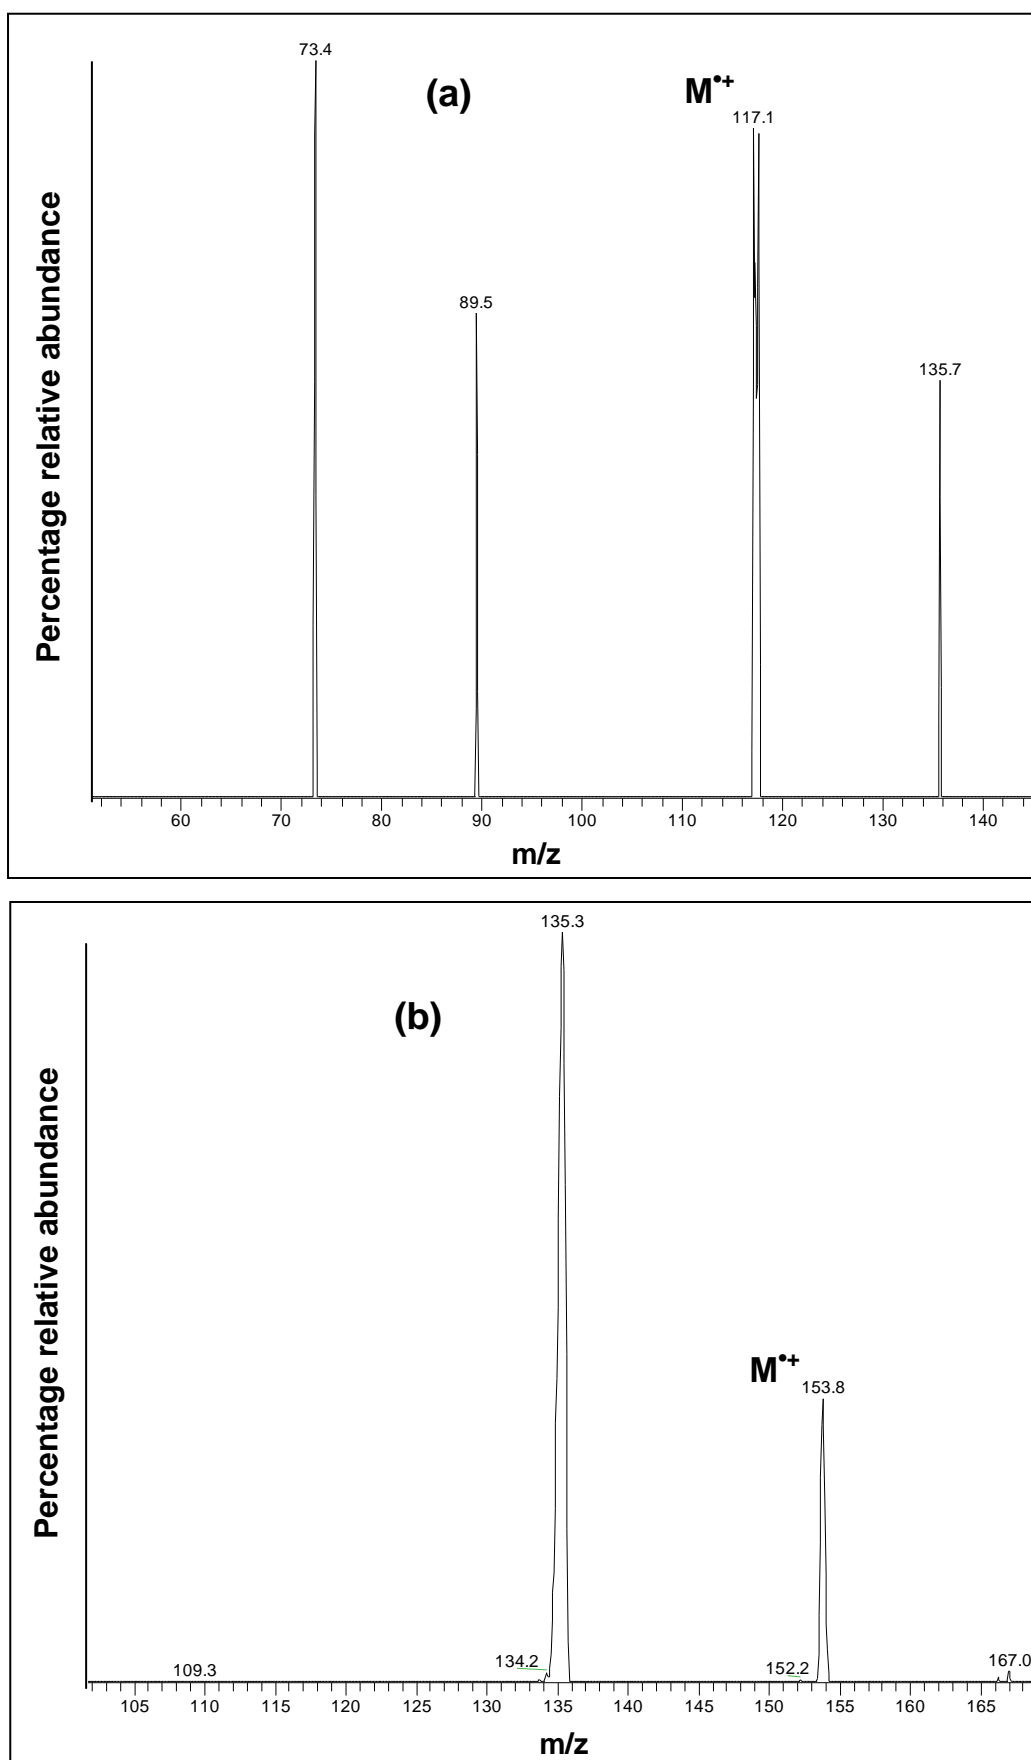 73.4
(a)
M•+
117.1
89.5
135.7
Percentage relative abundance
60 70 80 90 100 110 120 130 140
m/z
135.3
(b)
M•+
153.8
Percentage relative abundance
109.3
134.2
152.2
167.0
105 110 115 120 125 130 135 140 145 150 155 160 165
m/z